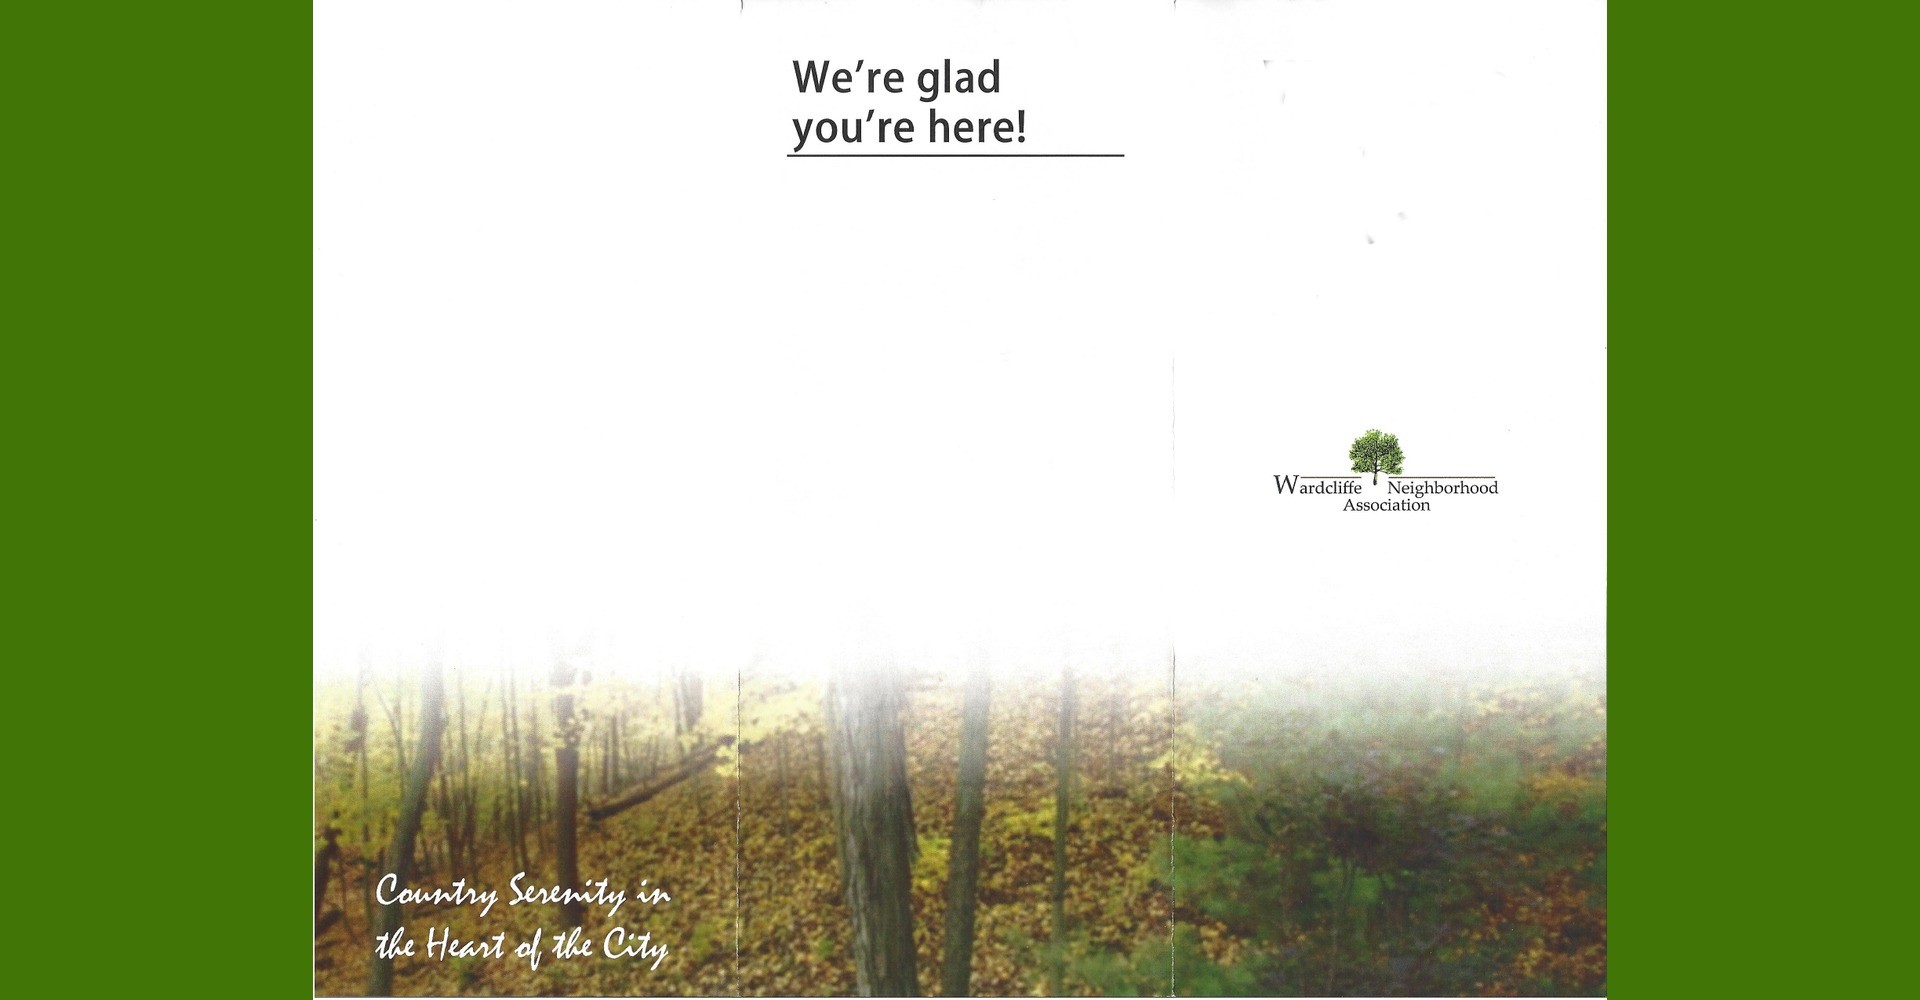 We're glad
you're here!
Wardcliffe Neighborhood
Association
Country Serenity in
the Heart of the City